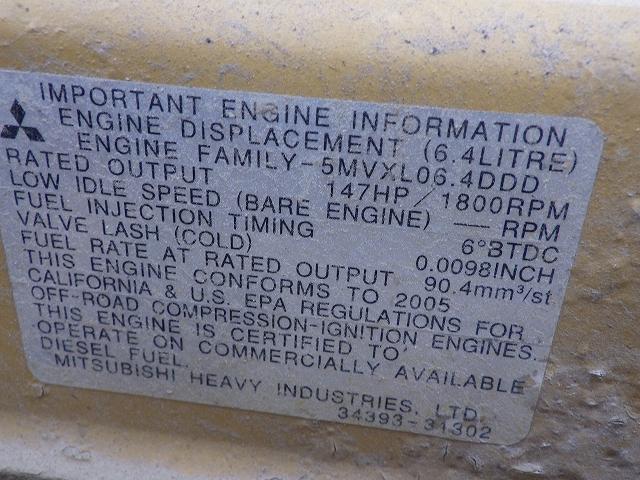 IMPORTANT ENGINE INFORMATION
ENGINE DISPLACEMENT (6.4LITRE)
ENGINE FAMILY-5MVXL06.4DDD
RATED OUTPUT 147HP/1800RPM
LOW IDLE SPEED (BARE ENGINE) — RPM
FUEL INJECTION TIMING 6°BTDC
VALVE LASH (COLD) 0.0098INCH
FUEL RATE AT RATED OUTPUT 90.4mm³/st
THIS ENGINE CONFORMS TO 2005
CALIFORNIA & U.S. EPA REGULATIONS FOR
OFF-ROAD COMPRESSION-IGNITION ENGINES.
THIS ENGINE IS CERTIFIED TO
OPERATE ON COMMERCIALLY AVAILABLE
DIESEL FUEL.
MITSUBISHI HEAVY INDUSTRIES, LTD.
34393-31302